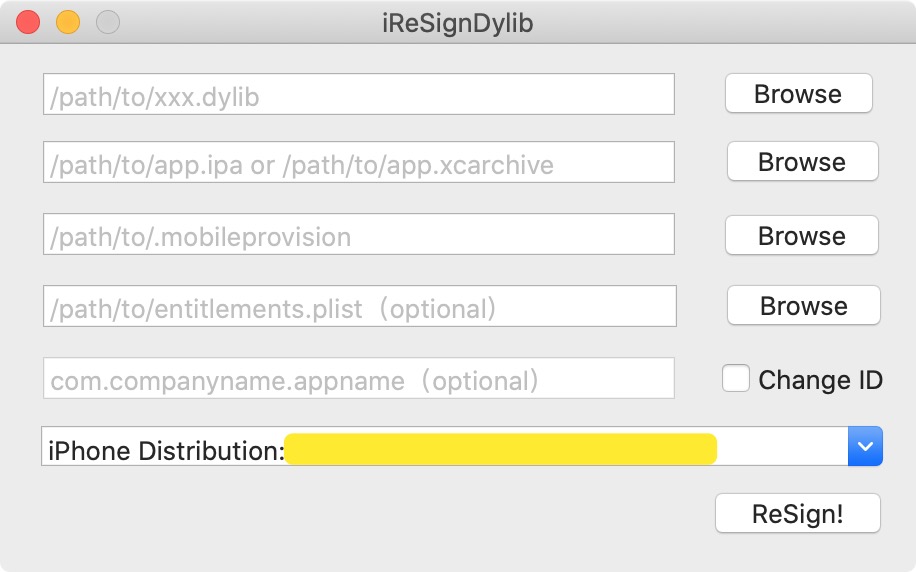 iReSignDylib
/path/to/xxx.dylib
Browse
/path/to/app.ipa or /path/to/app.xcarchive
Browse
/path/to/.mobileprovision
Browse
/path/to/entitlements.plist（optional）
Browse
com.companyname.appname（optional）
Change ID
iPhone Distribution:
ReSign!